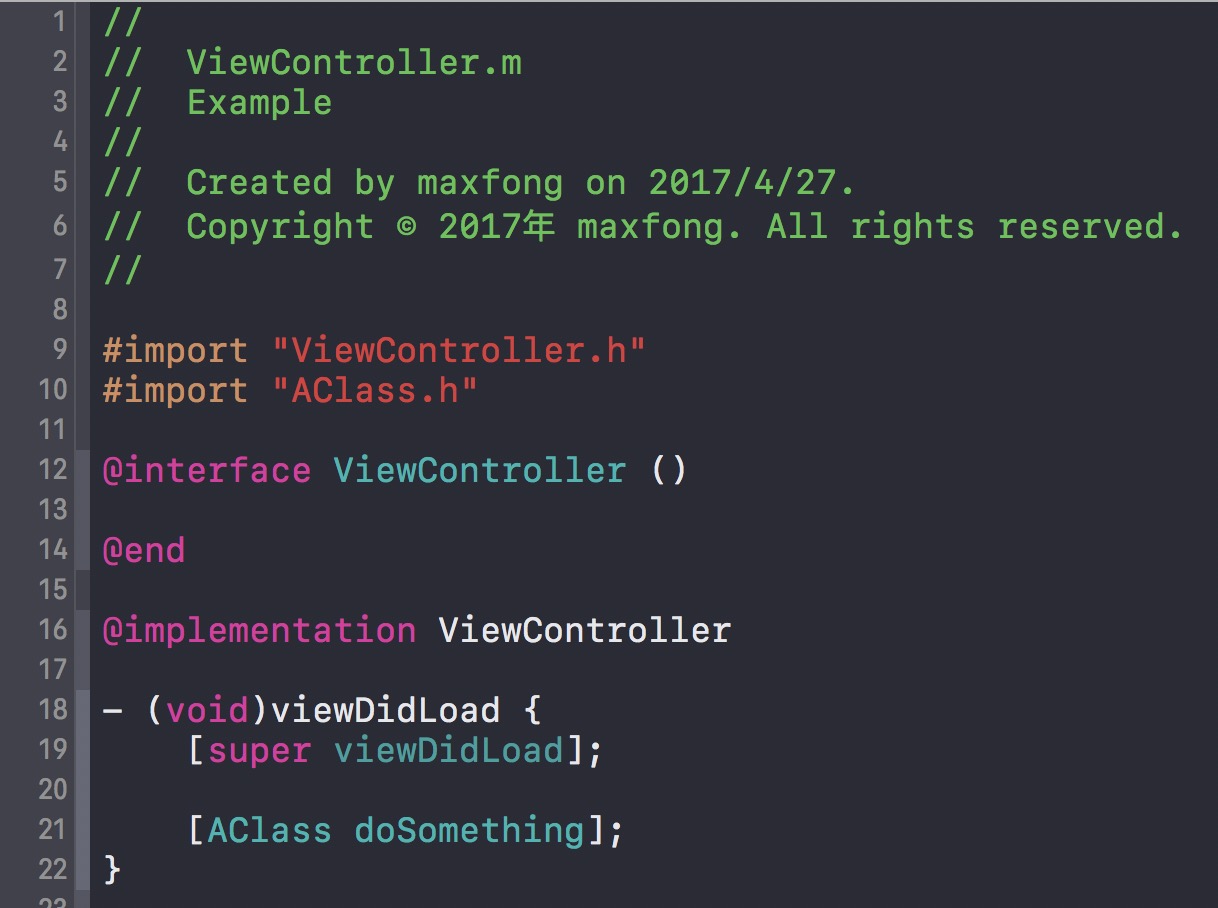 1 //
2 //  ViewController.m
3 //  Example
4 //
5 //  Created by maxfong on 2017/4/27.
6 //  Copyright © 2017年 maxfong. All rights reserved.
7 //
8
9 #import "ViewController.h"
10 #import "AClass.h"
11
12 @interface ViewController ()
13
14 @end
15
16 @implementation ViewController
17
18 - (void)viewDidLoad {
19     [super viewDidLoad];
20
21     [AClass doSomething];
22 }
23